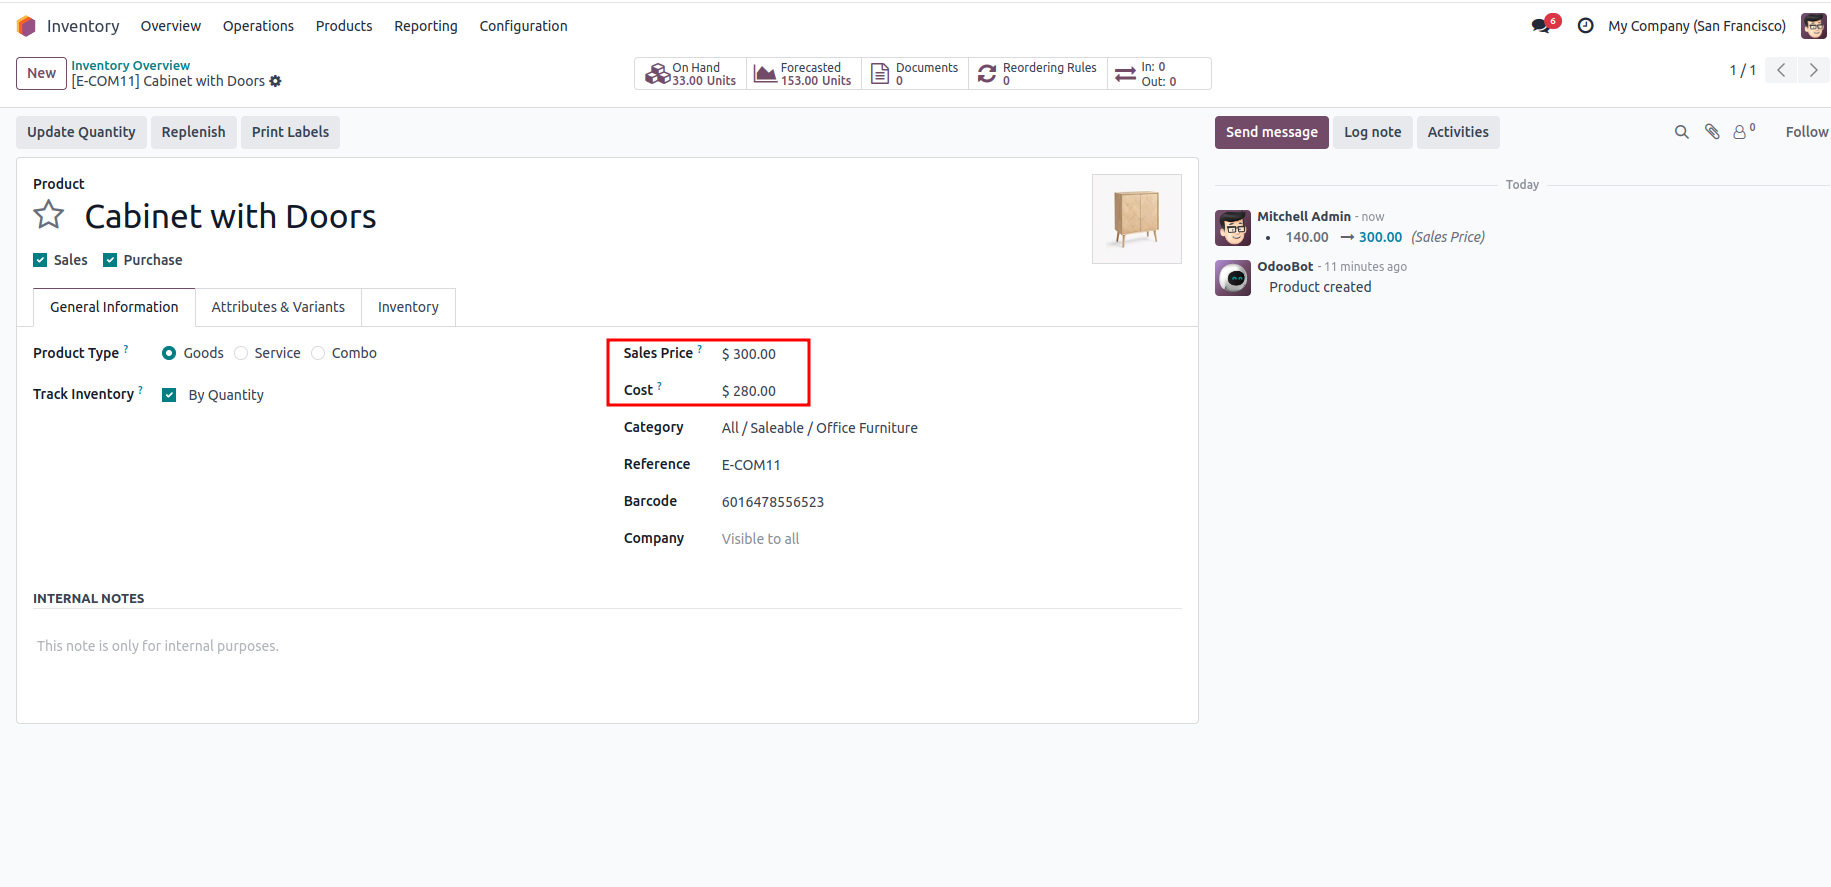 Inventory Overview Operations Products Reporting Configuration
6 My Company (San Francisco)
New Inventory Overview
[E-COM11] Cabinet with Doors
On Hand
33.00 Units
Forecasted
153.00 Units
Documents
0
Reordering Rules
0
In: 0
Out: 0
1 / 1
Update Quantity Replenish Print Labels
Send message Log note Activities 0 Follow
Product
Cabinet with Doors
Sales Purchase
General Information Attributes & Variants Inventory
Product Type ? Goods Service Combo
Track Inventory ? By Quantity
Sales Price ? $ 300.00
Cost ? $ 280.00
Category All / Saleable / Office Furniture
Reference E-COM11
Barcode 6016478556523
Company Visible to all
INTERNAL NOTES
This note is only for internal purposes.
Today
Mitchell Admin - now
• 140.00 → 300.00 (Sales Price)
OdooBot - 11 minutes ago
Product created